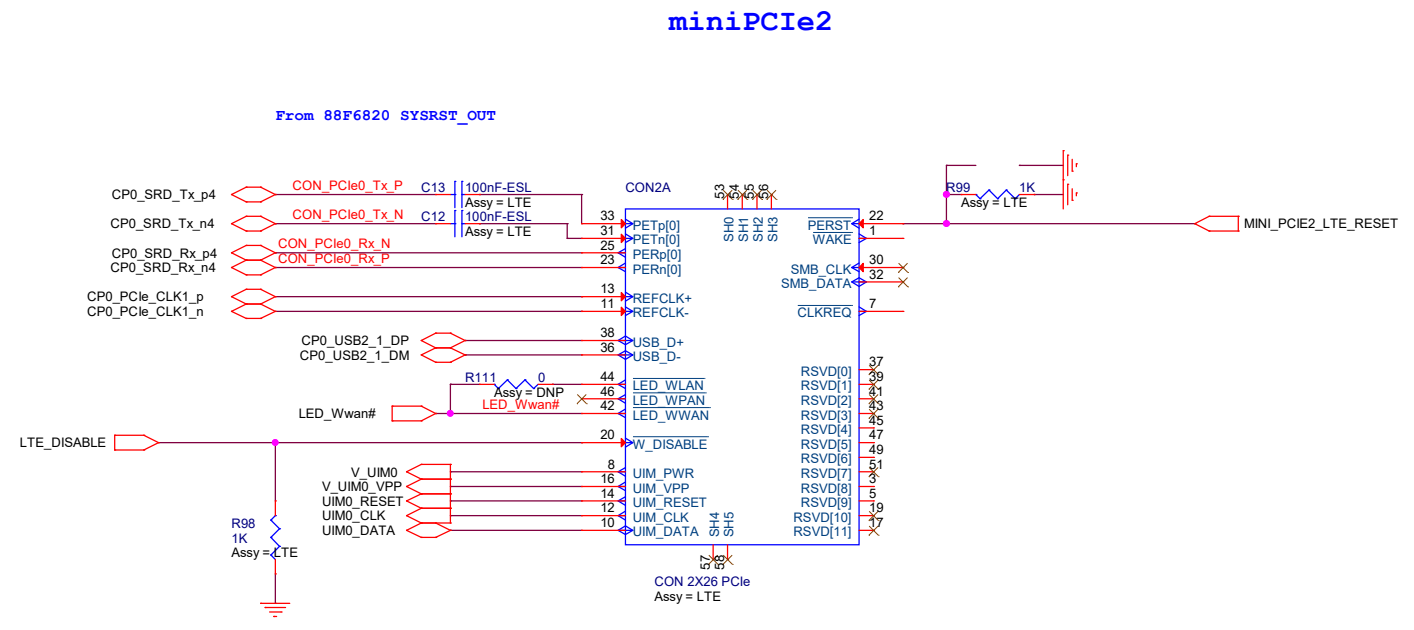 miniPCIe2
From 88F6820 SYSRST_OUT
CP0_SRD_Tx_p4
CON_PCIe0_Tx_P
C13
100nF-ESL
Assy = LTE
CP0_SRD_Tx_n4
CON_PCIe0_Tx_N
C12
100nF-ESL
Assy = LTE
CP0_SRD_Rx_p4
CON_PCIe0_Rx_N
CP0_SRD_Rx_n4
CON_PCIe0_Rx_P
CP0_PCIe_CLK1_p
CP0_PCIe_CLK1_n
CP0_USB2_1_DP
CP0_USB2_1_DM
R111
0
Assy = DNP
LED_Wwan#
LED_Wwan#
LTE_DISABLE
V_UIM0
V_UIM0_VPP
UIM0_RESET
UIM0_CLK
UIM0_DATA
R98
1K
Assy = LTE
CON2A
53
54
55
56
SH0
SH1
SH2
SH3
33 PETp[0]
31 PETn[0]
25 PERp[0]
23 PERn[0]
13 REFCLK+
11 REFCLK-
38 USB_D+
36 USB_D-
44 LED_WLAN
46 LED_WPAN
42 LED_WWAN
20 W_DISABLE
8 UIM_PWR
16 UIM_VPP
14 UIM_RESET
12 UIM_CLK
10 UIM_DATA
SH4
SH5
57
58
PERST 22
WAKE 1
SMB_CLK 30
SMB_DATA 32
CLKREQ 7
RSVD[0] 37
RSVD[1] 39
RSVD[2] 41
RSVD[3] 43
RSVD[4] 45
RSVD[5] 47
RSVD[6] 49
RSVD[7] 51
RSVD[8] 3
RSVD[9] 5
RSVD[10] 19
RSVD[11] 17
R99
1K
Assy = LTE
MINI_PCIE2_LTE_RESET
CON 2X26 PCIe
Assy = LTE